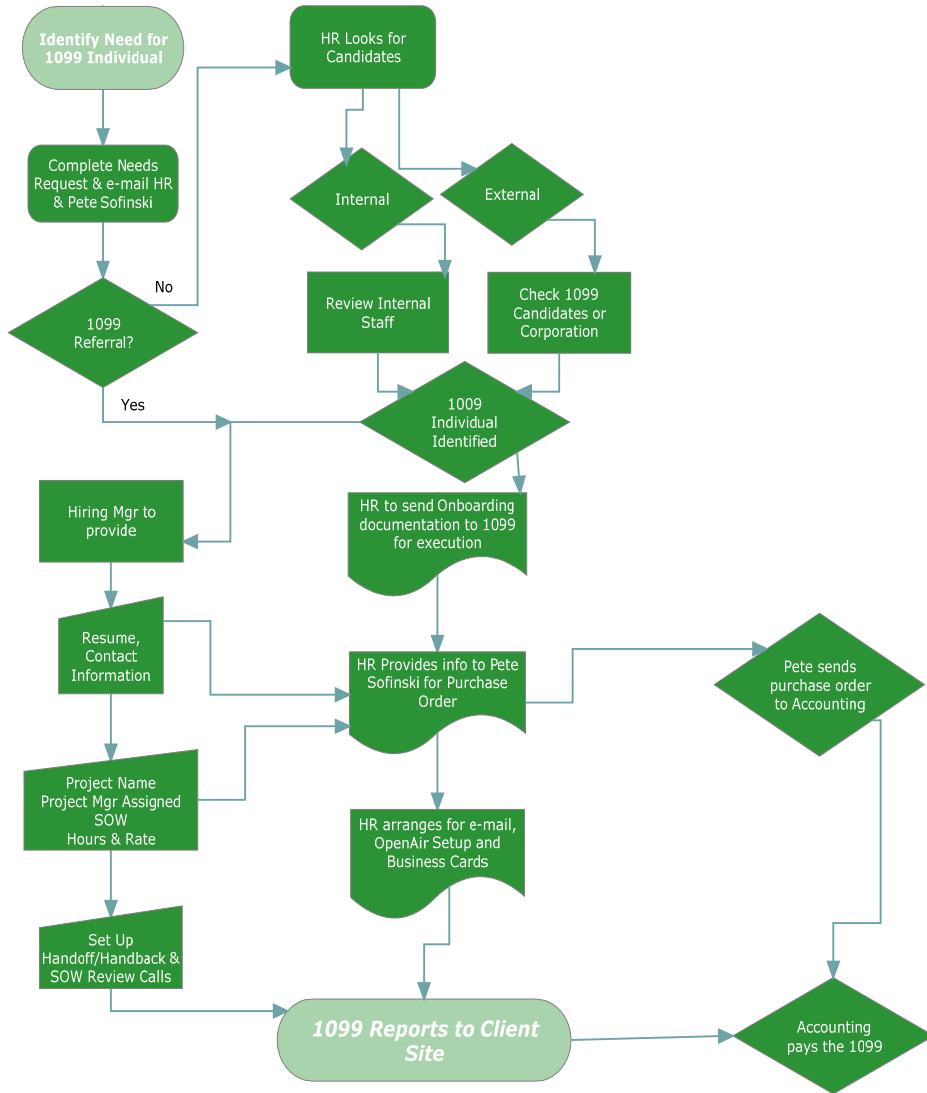 Identify Need for
1099 Individual
HR Looks for
Candidates
Complete Needs
Request & e-mail HR
& Pete Sofinski
Internal
External
No
1099
Referral?
Review Internal
Staff
Check 1099
Candidates or
Corporation
Yes
1009
Individual
Identified
Hiring Mgr to
provide
HR to send Onboarding
documentation to 1099
for execution
Resume,
Contact
Information
HR Provides info to Pete
Sofinski for Purchase
Order
Pete sends
purchase order
to Accounting
Project Name
Project Mgr Assigned
SOW
Hours & Rate
HR arranges for e-mail,
OpenAir Setup and
Business Cards
Set Up
Handoff/Handback &
SOW Review Calls
1099 Reports to Client
Site
Accounting
pays the 1099